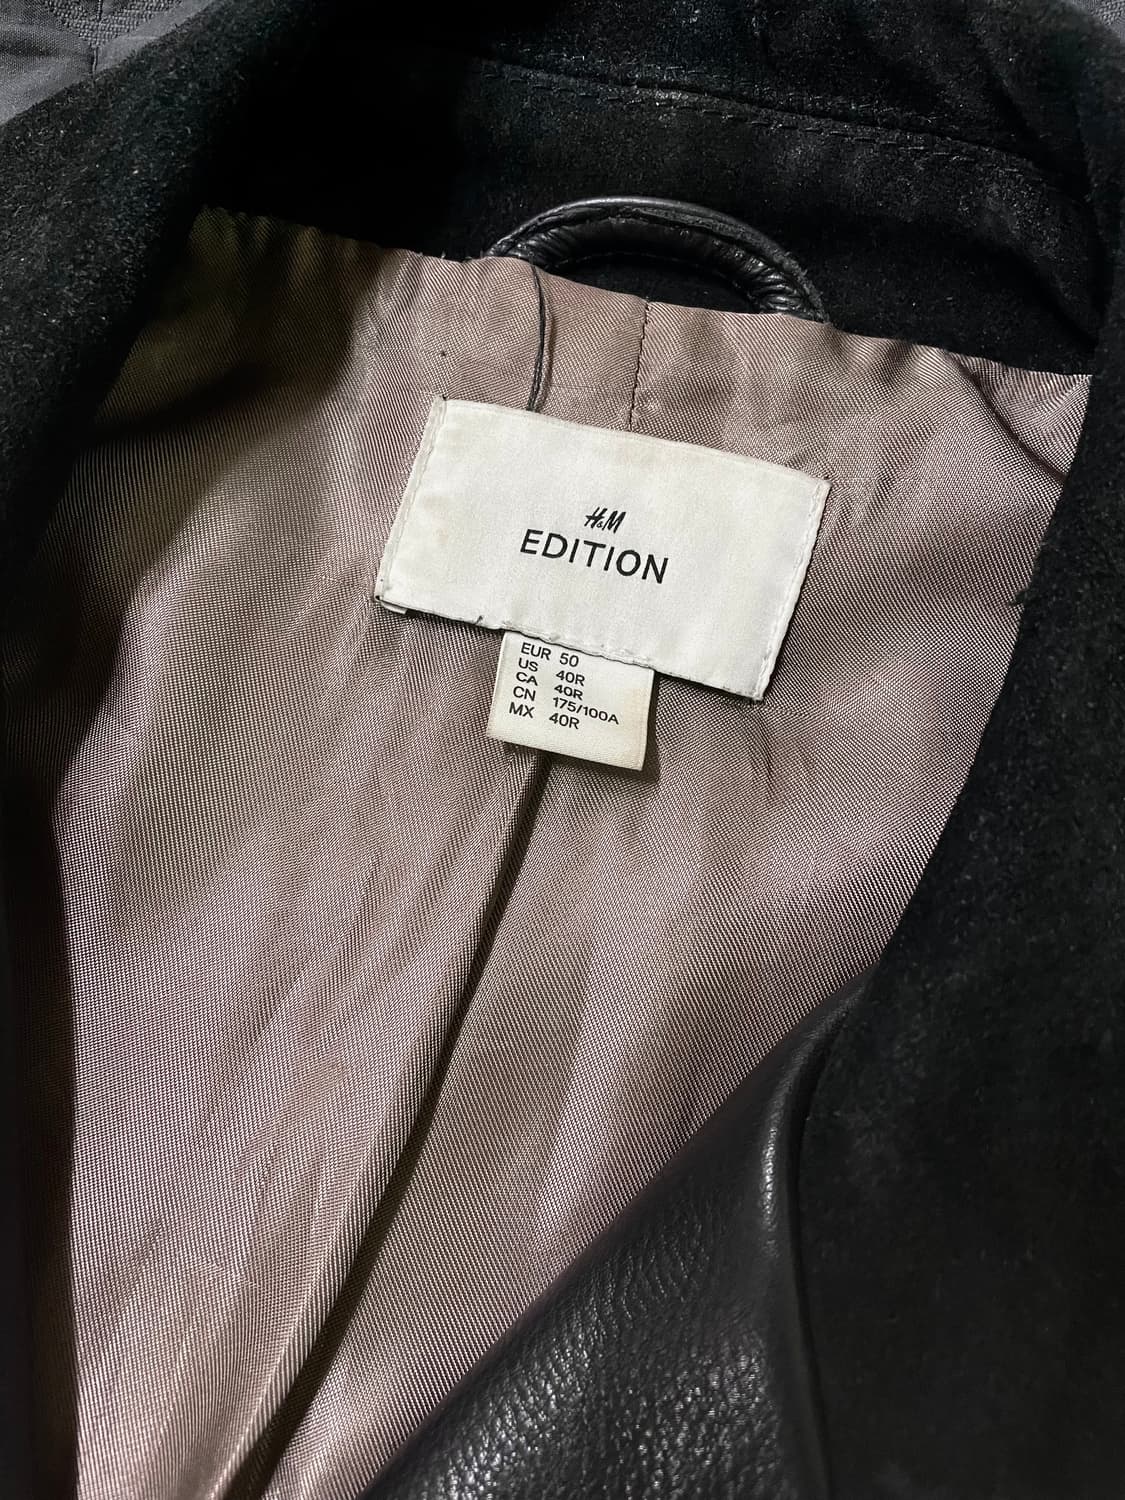 H&M
EDITION
EUR 50
US 40R
CA 40R
CN 175/100A
MX 40R